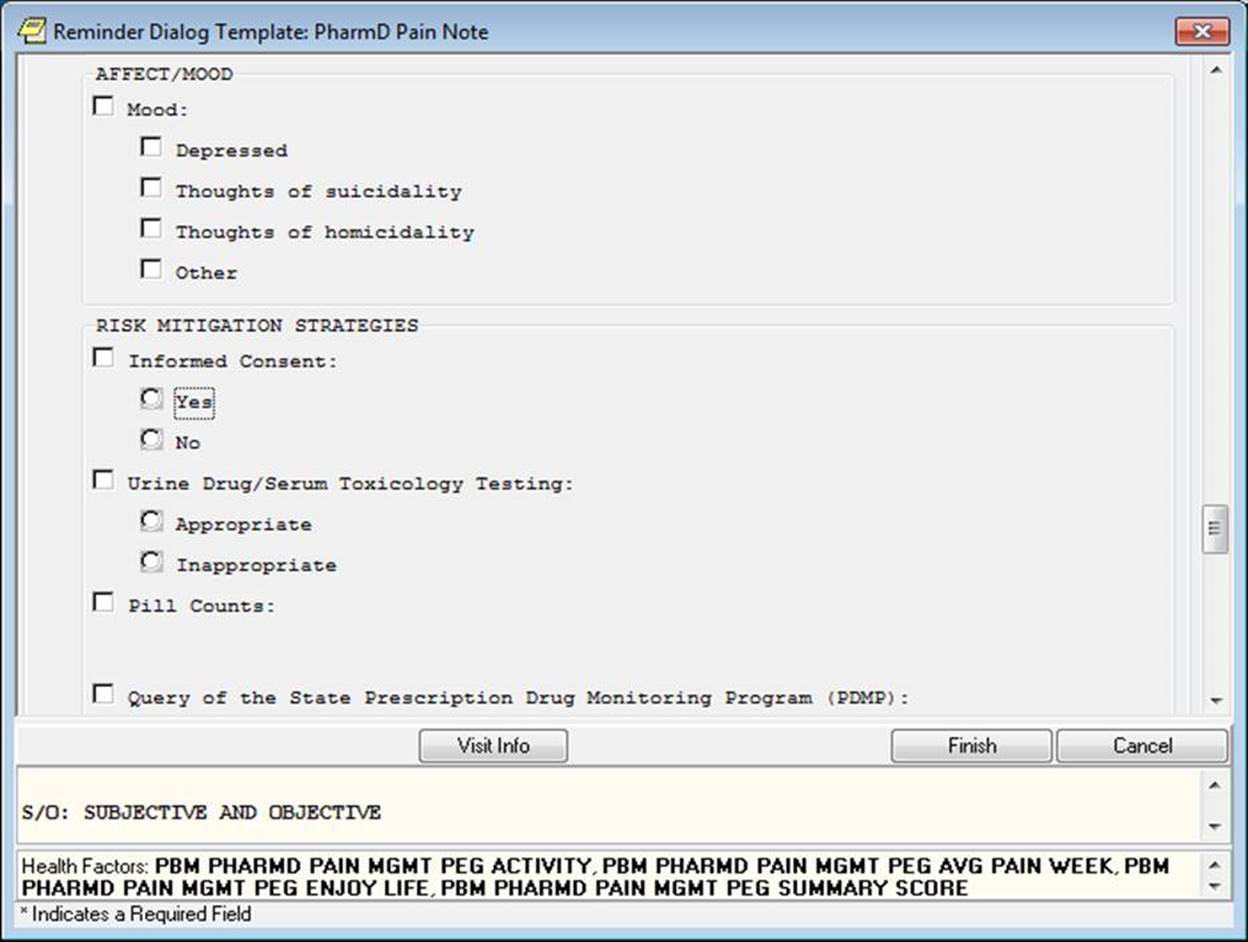 Reminder Dialog Template: PharmD Pain Note
AFFECT/MOOD
Mood:
Depressed
Thoughts of suicidality
Thoughts of homicidality
Other
RISK MITIGATION STRATEGIES
Informed Consent:
Yes
No
Urine Drug/Serum Toxicology Testing:
Appropriate
Inappropriate
Pill Counts:
Query of the State Prescription Drug Monitoring Program (PDMP):
Visit Info Finish Cancel
S/O: SUBJECTIVE AND OBJECTIVE
Health Factors: PBM PHARMD PAIN MGMT PEG ACTIVITY, PBM PHARMD PAIN MGMT PEG AVG PAIN WEEK, PBM
PHARMD PAIN MGMT PEG ENJOY LIFE, PBM PHARMD PAIN MGMT PEG SUMMARY SCORE
* Indicates a Required Field